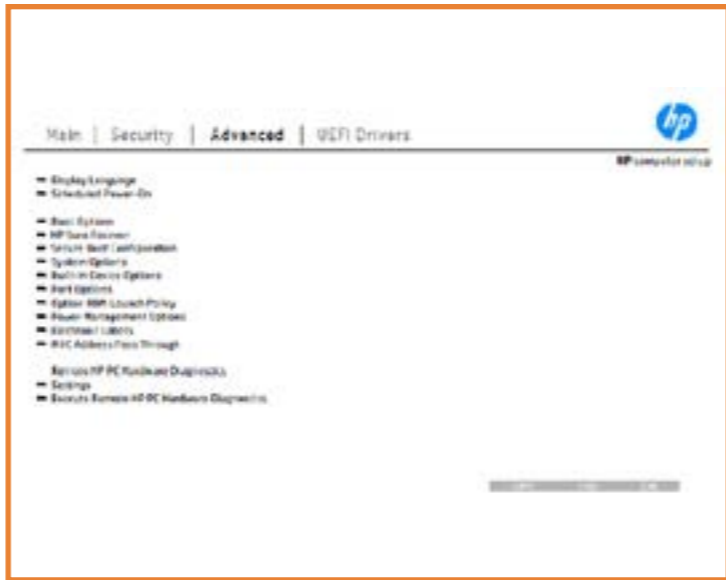 hp
Main | Security | Advanced | UEFI Drivers
HP computer setup
Display Language
Scheduled Power-On
Boot Options
HP Sure Recover
Secure Boot Configuration
System Options
Built-In Device Options
Port Options
Option ROM Launch Policy
Power Management Options
Electronic Labels
MAC Address Pass Through
Remote HP PC Hardware Diagnostics
Settings
Execute Remote HP PC Hardware Diagnostics